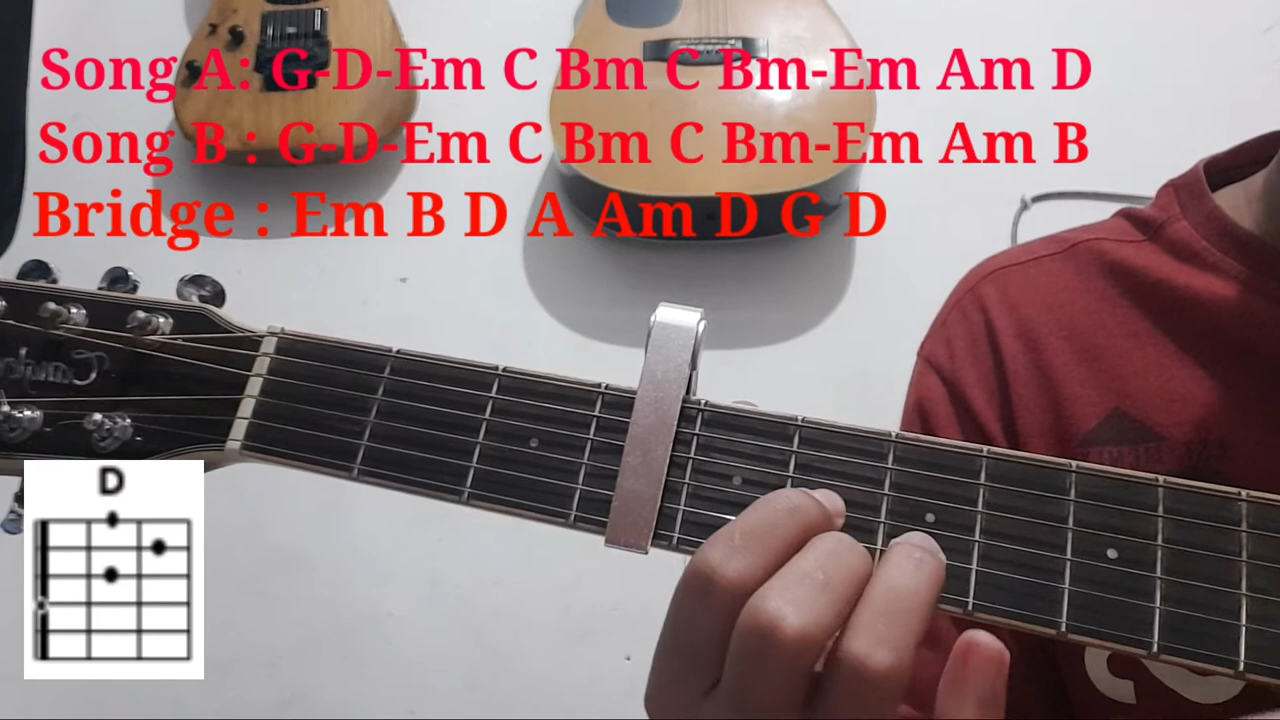 Song A: G-D-Em C Bm C Bm-Em Am D
Song B : G-D-Em C Bm C Bm-Em Am B
Bridge : Em B D A Am D G D
D